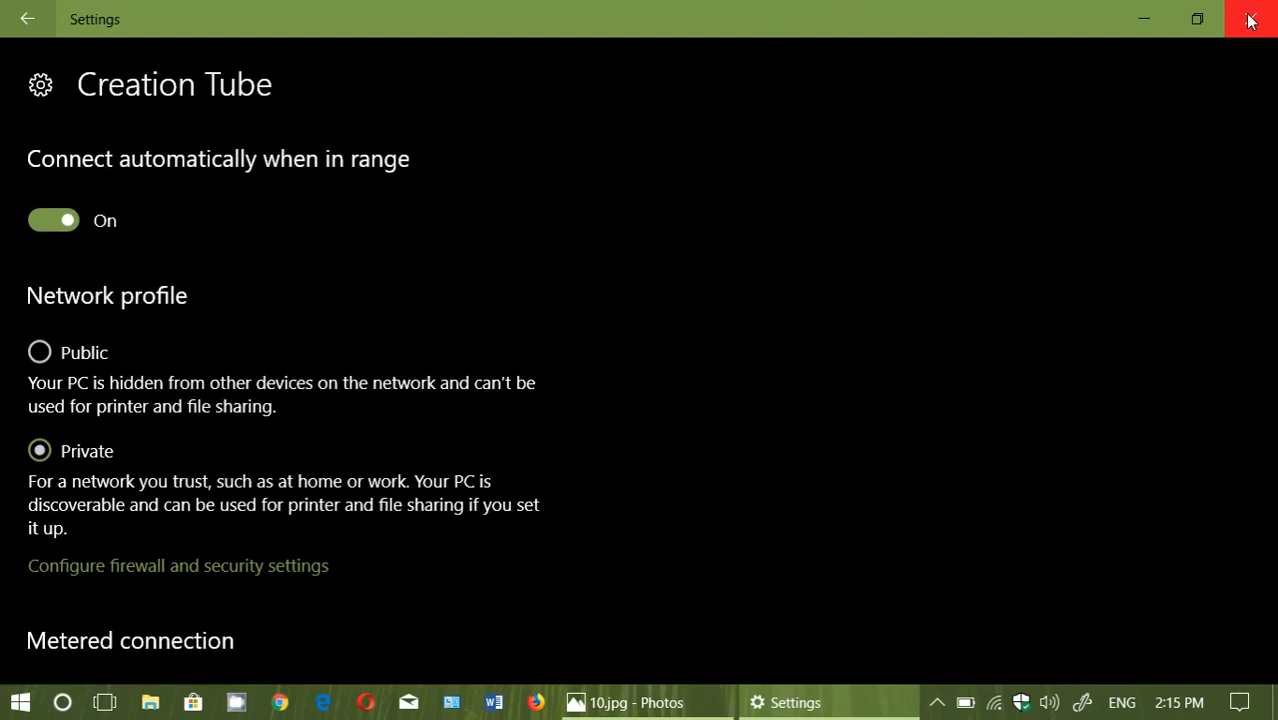 Settings
Creation Tube
Connect automatically when in range
On
Network profile
Public
Your PC is hidden from other devices on the network and can't be
used for printer and file sharing.
Private
For a network you trust, such as at home or work. Your PC is
discoverable and can be used for printer and file sharing if you set
it up.
Configure firewall and security settings
Metered connection
10.jpg - Photos
Settings
ENG
2:15 PM